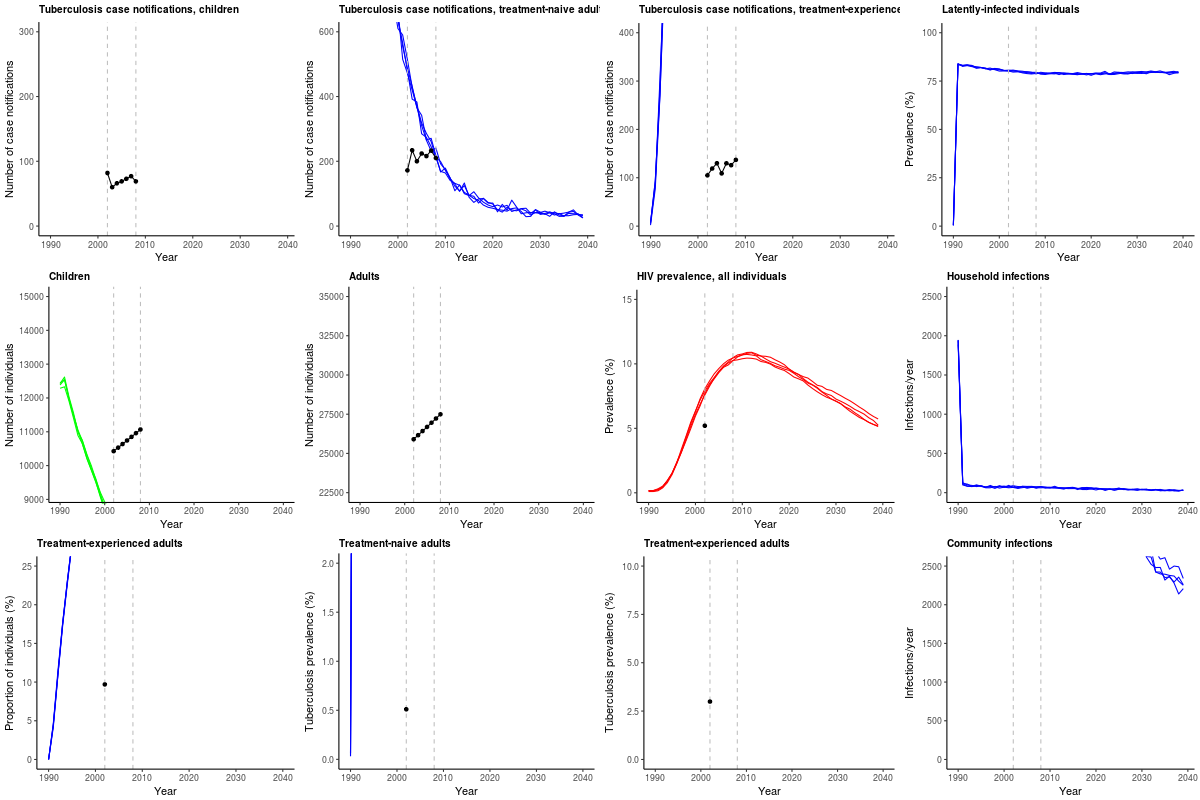 Tuberculosis case notifications, children
Number of case notifications
300
200
100
0
1990 2000 2010 2020 2030 2040
Year
Tuberculosis case notifications, treatment-naive adul
Number of case notifications
600
400
200
0
1990 2000 2010 2020 2030 2040
Year
Tuberculosis case notifications, treatment-experience
Number of case notifications
400
300
200
100
0
1990 2000 2010 2020 2030 2040
Year
Latently-infected individuals
Prevalence (%)
100
75
50
25
0
1990 2000 2010 2020 2030 2040
Year
Children
Number of individuals
15000
14000
13000
12000
11000
10000
9000
1990 2000 2010 2020 2030 2040
Year
Adults
Number of individuals
35000
32500
30000
27500
25000
22500
1990 2000 2010 2020 2030 2040
Year
HIV prevalence, all individuals
Prevalence (%)
15
10
5
0
1990 2000 2010 2020 2030 2040
Year
Household infections
Infections/year
2500
2000
1500
1000
500
0
1990 2000 2010 2020 2030 2040
Year
Treatment-experienced adults
Proportion of individuals (%)
25
20
15
10
5
0
1990 2000 2010 2020 2030 2040
Year
Treatment-naive adults
Tuberculosis prevalence (%)
2.0
1.5
1.0
0.5
0.0
1990 2000 2010 2020 2030 2040
Year
Treatment-experienced adults
Tuberculosis prevalence (%)
10.0
7.5
5.0
2.5
0.0
1990 2000 2010 2020 2030 2040
Year
Community infections
Infections/year
2500
2000
1500
1000
500
0
1990 2000 2010 2020 2030 2040
Year